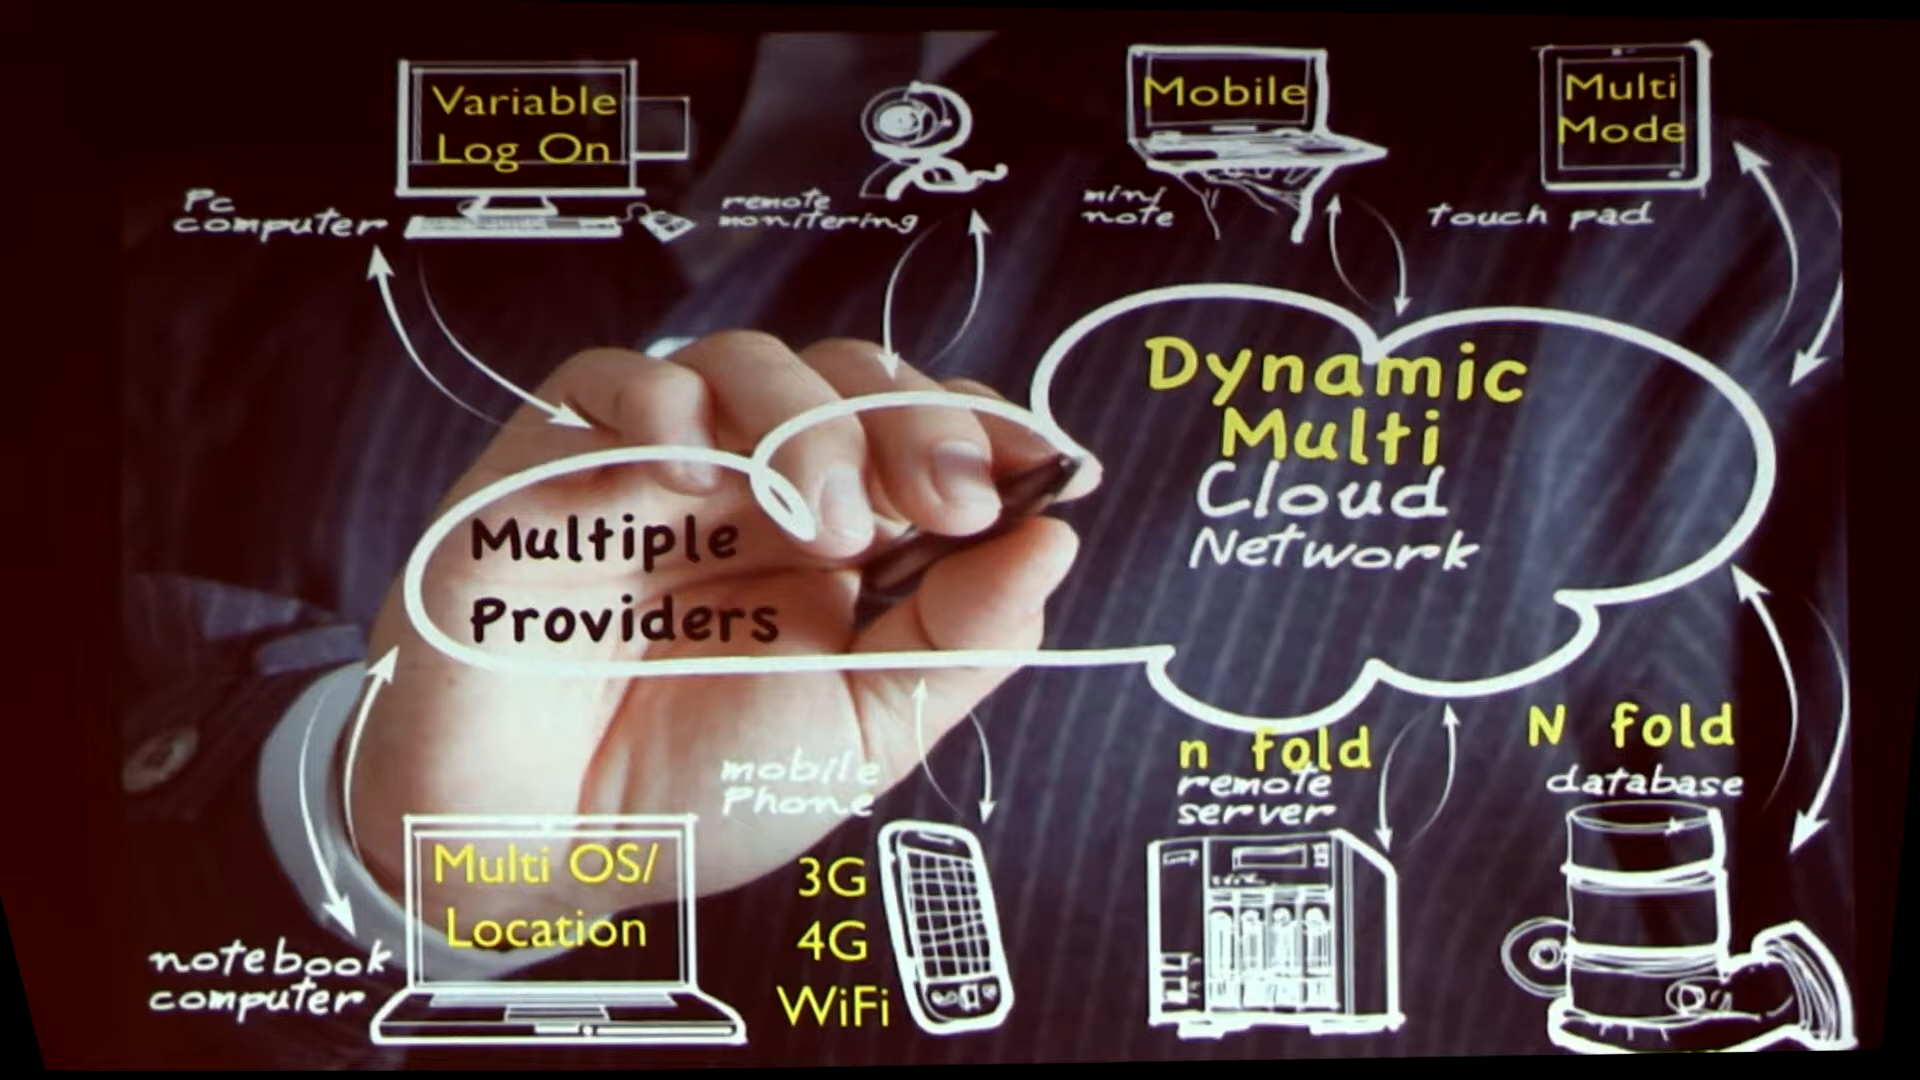 Variable
Log On
Pc
computer
remote
monitering
Mobile
mini
note
Multi
Mode
touch pad
Dynamic
Multi
Cloud
Network
Multiple
Providers
mobile
Phone
n fold
remote
server
N fold
database
Multi OS/
Location
notebook
computer
3G
4G
WiFi